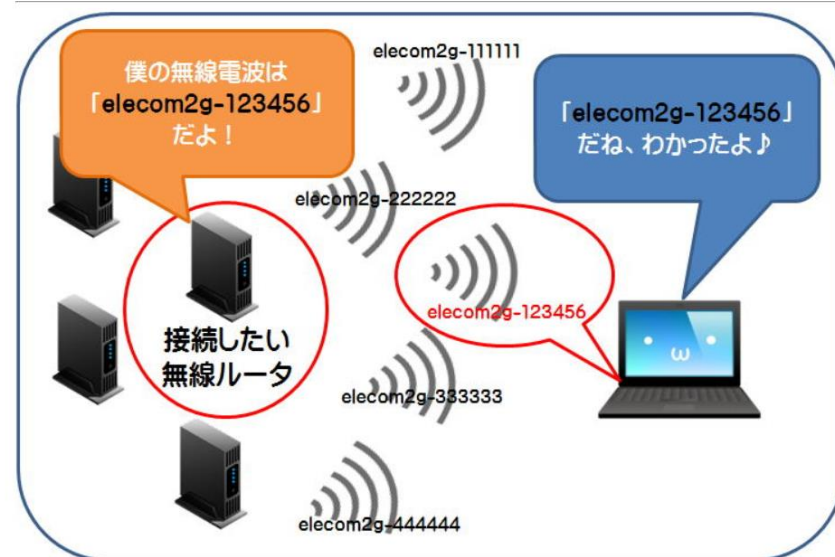 elecom2g-111111
僕の無線電波は
「elecom2g-123456」
だよ！
「elecom2g-123456」
だね、わかったよ♪
elecom2g-222222
elecom2g-123456
接続したい
無線ルータ
elecom2g-333333
elecom2g-444444